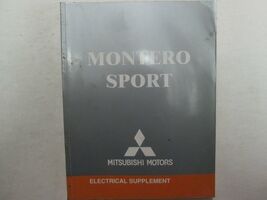 MONTERO
SPORT
MITSUBISHI MOTORS
ELECTRICAL SUPPLEMENT